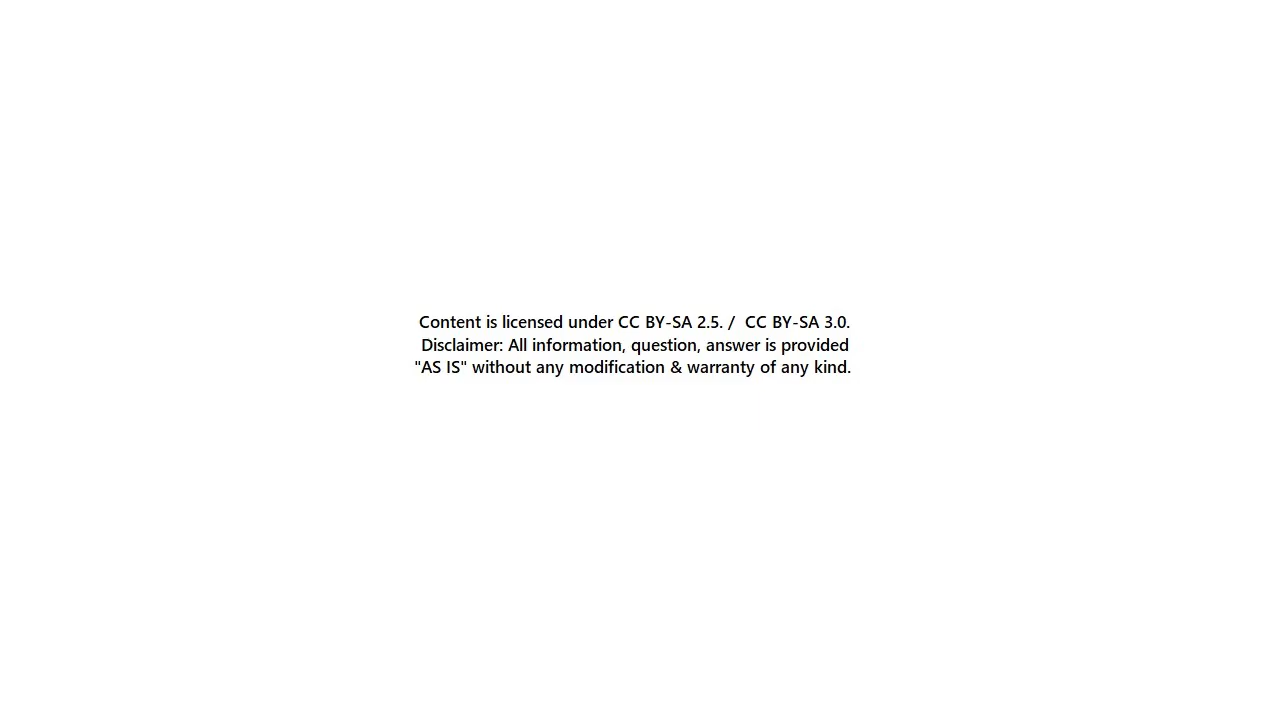 Content is licensed under CC BY-SA 2.5. /  CC BY-SA 3.0.
Disclaimer: All information, question, answer is provided
"AS IS" without any modification & warranty of any kind.